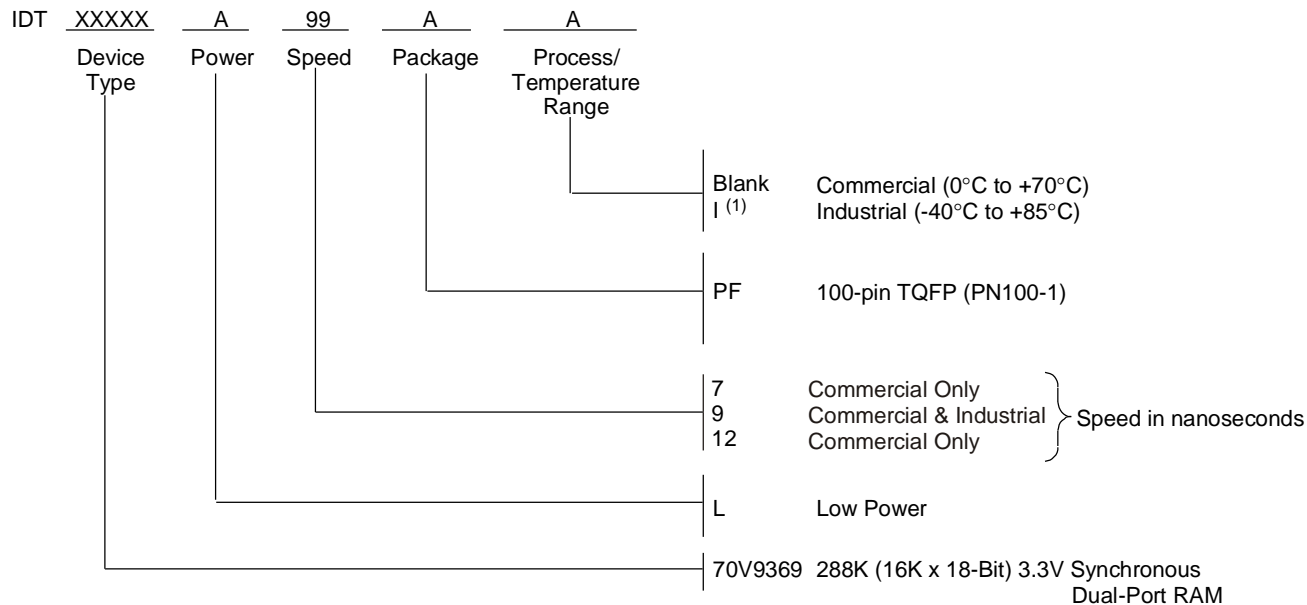 IDT XXXXX A 99 A A
Device Type Power Speed Package Process/ Temperature Range
Blank Commercial (0°C to +70°C)
I (1) Industrial (-40°C to +85°C)
PF 100-pin TQFP (PN100-1)
7 Commercial Only
9 Commercial & Industrial Speed in nanoseconds
12 Commercial Only
L Low Power
70V9369 288K (16K x 18-Bit) 3.3V Synchronous
Dual-Port RAM